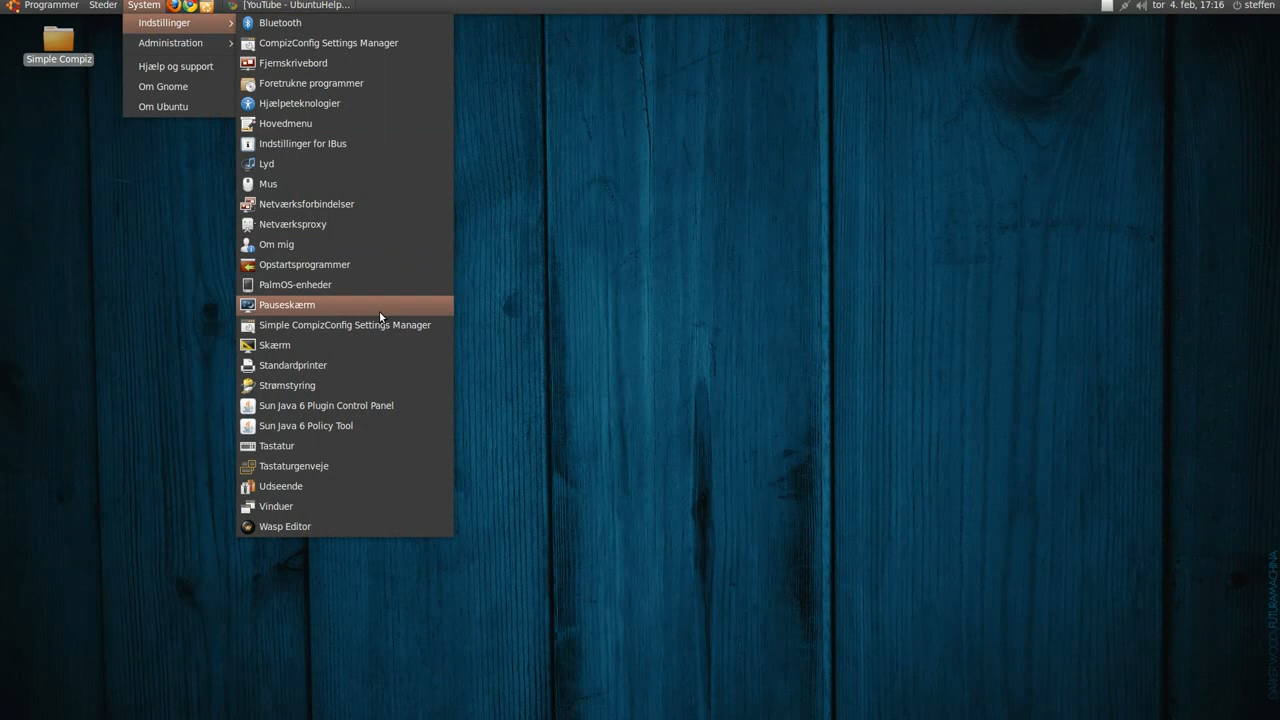 Programmer Steder System [YouTube - UbuntuHelp... tor 4. feb, 17:16 steffen
Simple Compiz
Indstillinger
Administration
Hjælp og support
Om Gnome
Om Ubuntu
Bluetooth
CompizConfig Settings Manager
Fjernskrivebord
Foretrukne programmer
Hjælpeteknologier
Hovedmenu
Indstillinger for IBus
Lyd
Mus
Netværksforbindelser
Netværksproxy
Om mig
Opstartsprogrammer
PalmOS-enheder
Pauseskærm
Simple CompizConfig Settings Manager
Skærm
Standardprinter
Strømstyring
Sun Java 6 Plugin Control Panel
Sun Java 6 Policy Tool
Tastatur
Tastaturgenveje
Udseende
Vinduer
Wasp Editor